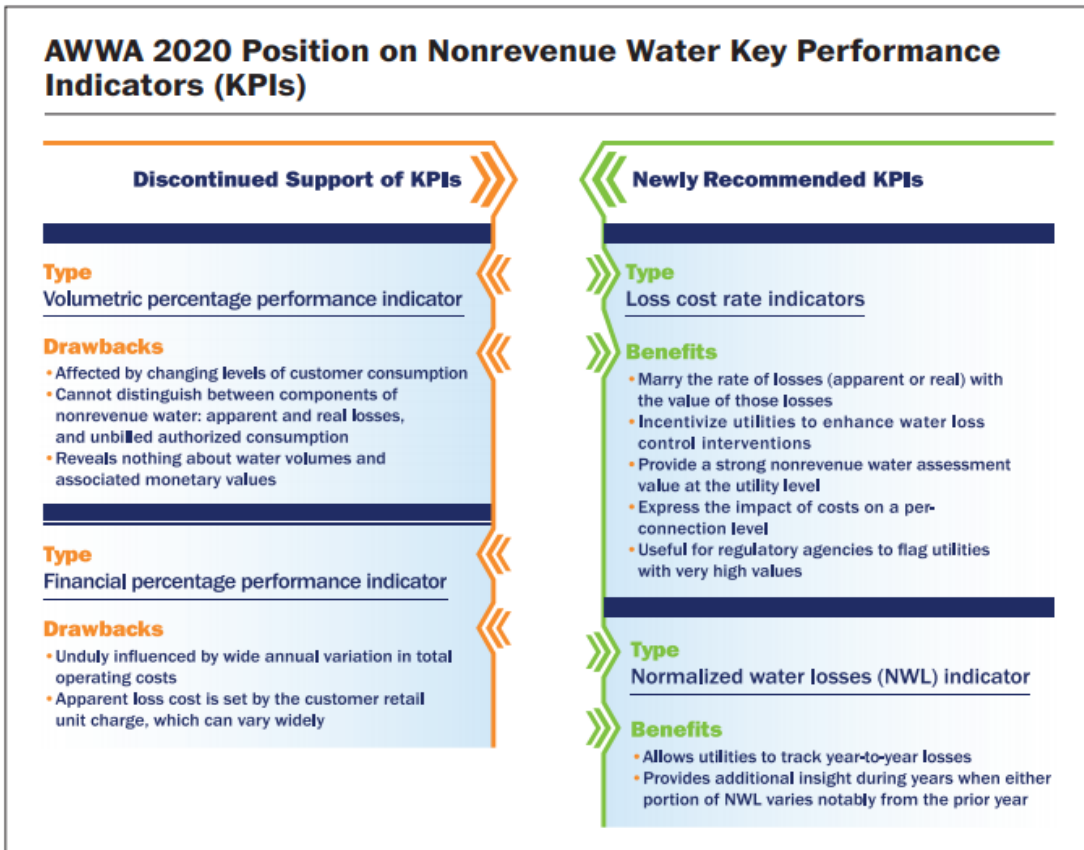 AWWA 2020 Position on Nonrevenue Water Key Performance
Indicators (KPIs)
Discontinued Support of KPIs
Type
Volumetric percentage performance indicator
Drawbacks
• Affected by changing levels of customer consumption
• Cannot distinguish between components of
nonrevenue water: apparent and real losses,
and unbilled authorized consumption
• Reveals nothing about water volumes and
associated monetary values
Type
Financial percentage performance indicator
Drawbacks
• Unduly influenced by wide annual variation in total
operating costs
• Apparent loss cost is set by the customer retail
unit charge, which can vary widely
Newly Recommended KPIs
Type
Loss cost rate indicators
Benefits
• Marry the rate of losses (apparent or real) with
the value of those losses
• Incentivize utilities to enhance water loss
control interventions
• Provide a strong nonrevenue water assessment
value at the utility level
• Express the impact of costs on a per-
connection level
• Useful for regulatory agencies to flag utilities
with very high values
Type
Normalized water losses (NWL) indicator
Benefits
• Allows utilities to track year-to-year losses
• Provides additional insight during years when either
portion of NWL varies notably from the prior year